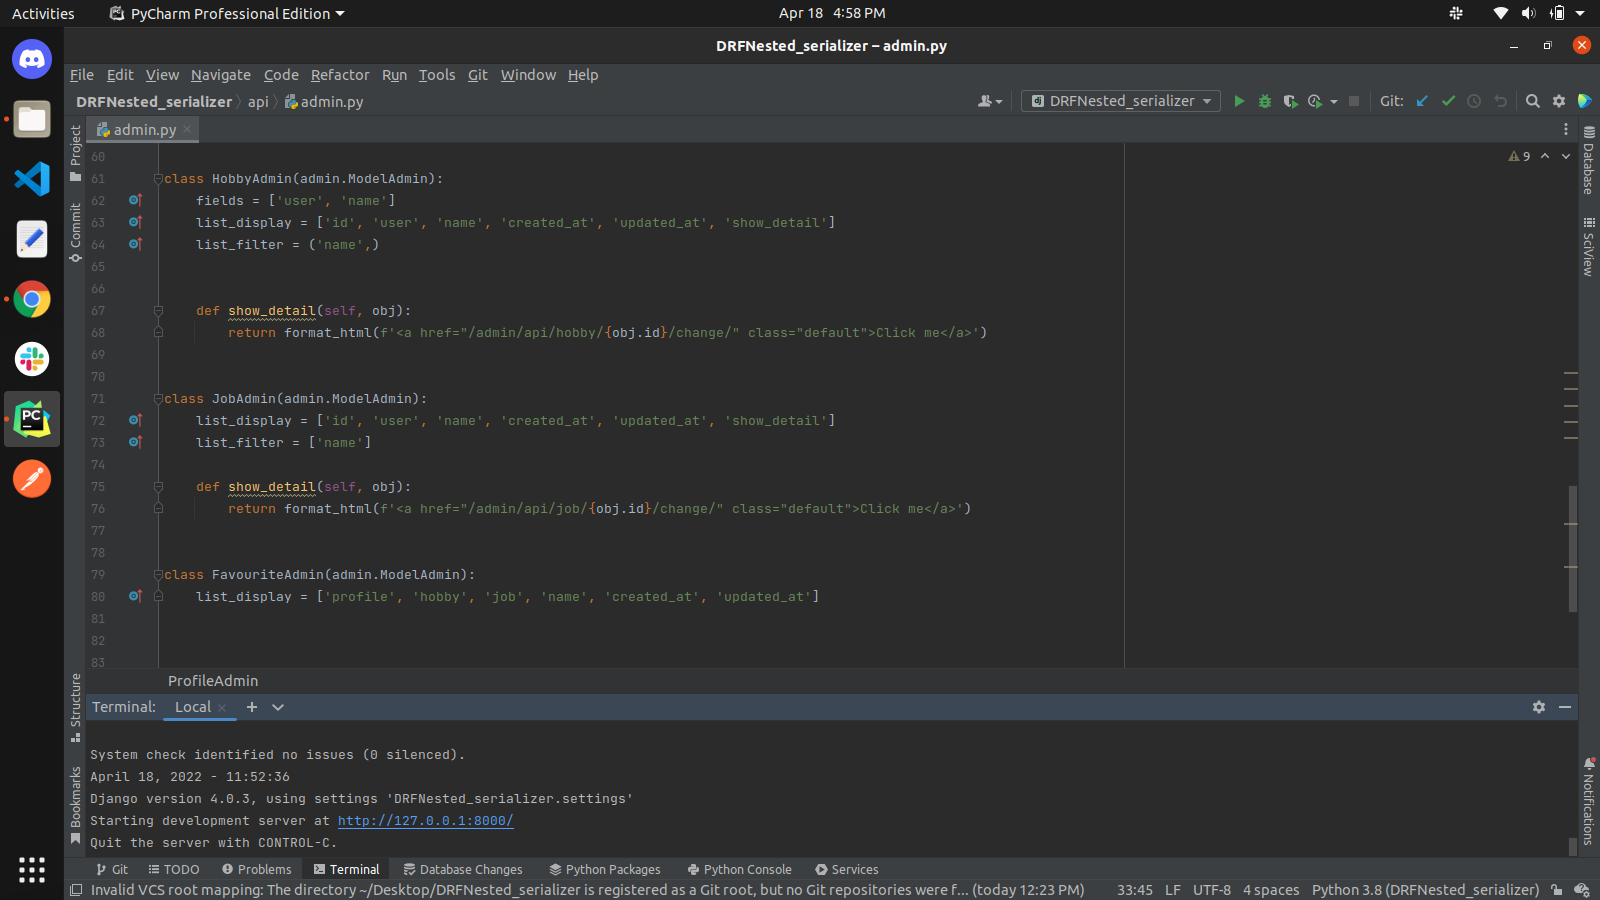 Activities PyCharm Professional Edition Apr 18 4:58 PM
DRFNested_serializer – admin.py
File Edit View Navigate Code Refactor Run Tools Git Window Help
DRFNested_serializer api admin.py DRFNested_serializer Git:
admin.py
Project
Commit
Structure
Bookmarks
Database
SciView
Notifications
9
60
61 class HobbyAdmin(admin.ModelAdmin):
62 fields = ['user', 'name']
63 list_display = ['id', 'user', 'name', 'created_at', 'updated_at', 'show_detail']
64 list_filter = ('name',)
65
66
67 def show_detail(self, obj):
68 return format_html(f'<a href="/admin/api/hobby/{obj.id}/change/" class="default">Click me</a>')
69
70
71 class JobAdmin(admin.ModelAdmin):
72 list_display = ['id', 'user', 'name', 'created_at', 'updated_at', 'show_detail']
73 list_filter = ['name']
74
75 def show_detail(self, obj):
76 return format_html(f'<a href="/admin/api/job/{obj.id}/change/" class="default">Click me</a>')
77
78
79 class FavouriteAdmin(admin.ModelAdmin):
80 list_display = ['profile', 'hobby', 'job', 'name', 'created_at', 'updated_at']
81
82
83
ProfileAdmin
Terminal: Local
System check identified no issues (0 silenced).
April 18, 2022 - 11:52:36
Django version 4.0.3, using settings 'DRFNested_serializer.settings'
Starting development server at http://127.0.0.1:8000/
Quit the server with CONTROL-C.
Git TODO Problems Terminal Database Changes Python Packages Python Console Services
Invalid VCS root mapping: The directory ~/Desktop/DRFNested_serializer is registered as a Git root, but no Git repositories were f... (today 12:23 PM) 33:45 LF UTF-8 4 spaces Python 3.8 (DRFNested_serializer)